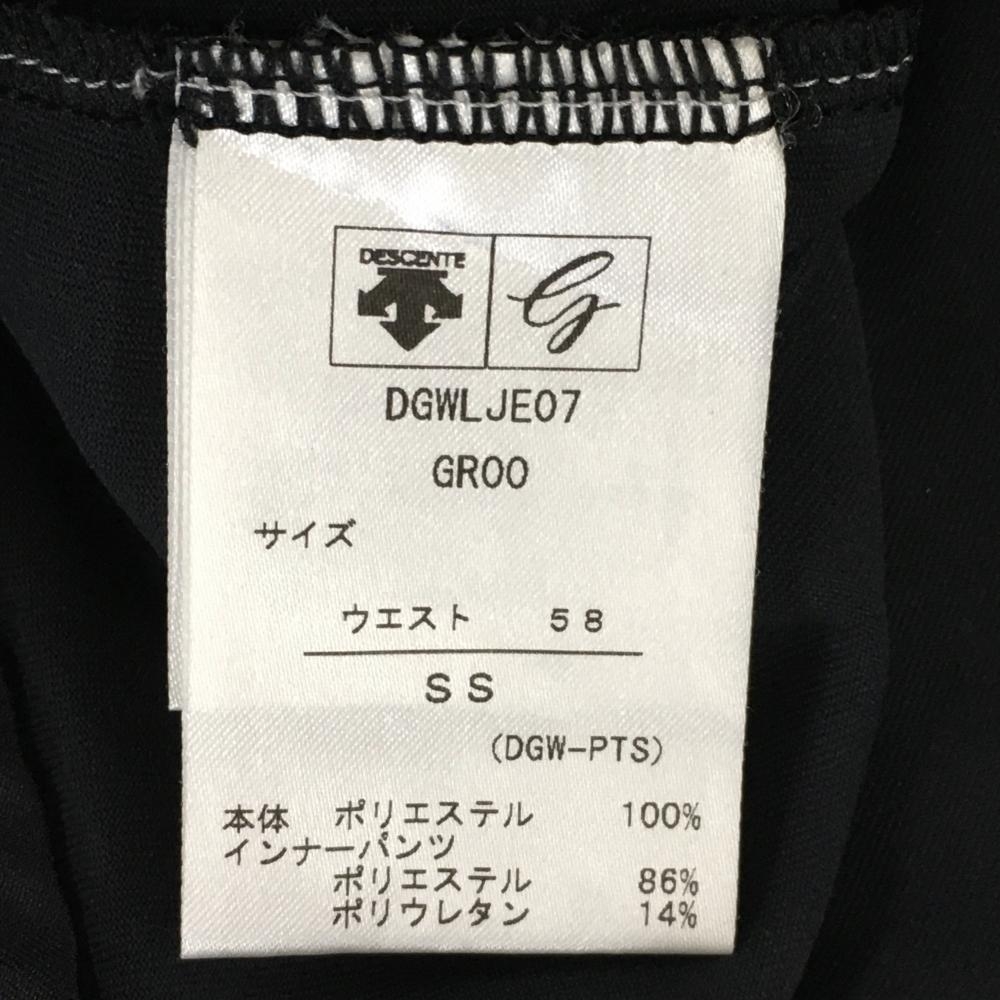 DESCENTE
G
DGWLJE07
GR00
サイズ
ウエスト 58
SS
(DGW-PTS)
本体 ポリエステル 100%
インナーパンツ
ポリエステル 86%
ポリウレタン 14%